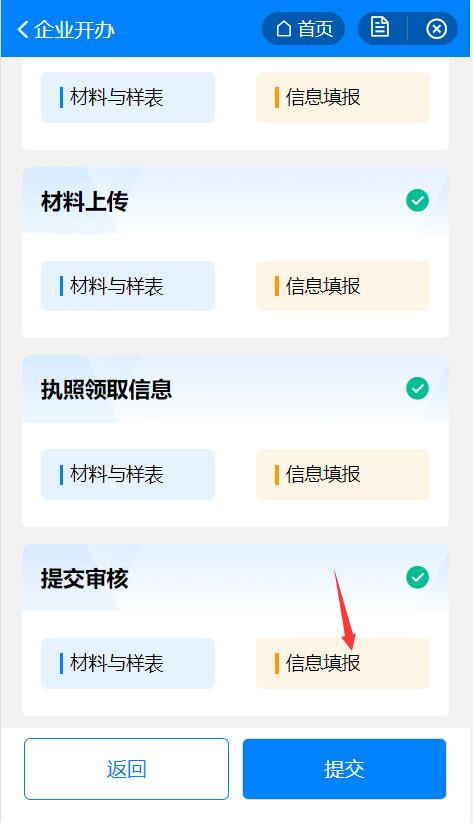 企业开办
首页
材料与样表
信息填报
材料上传
材料与样表
信息填报
执照领取信息
材料与样表
信息填报
提交审核
材料与样表
信息填报
返回
提交